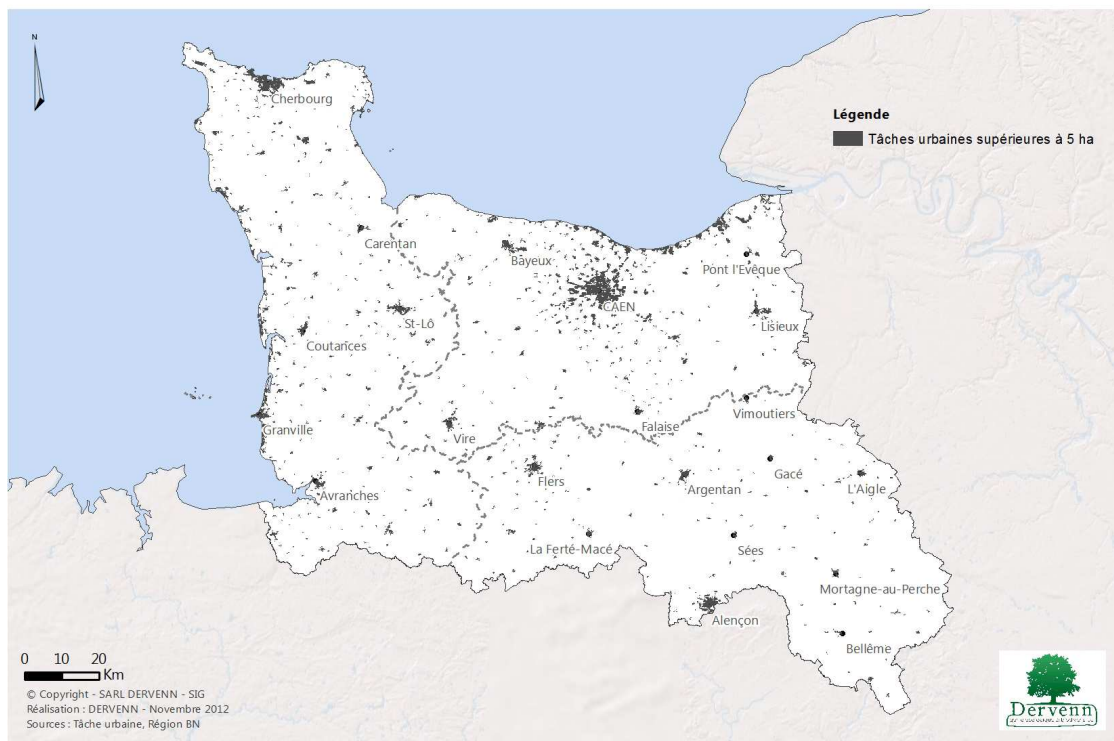 N
Cherbourg
Légende
Tâches urbaines supérieures à 5 ha
Carentan
Bayeux
Pont l'Evêque
CAEN
St-Lô
Lisieux
Coutances
Vimoutiers
Granville
Vire
Falaise
Gacé
Flers
Argentan
L'Aigle
Avranches
La Ferté-Macé
Sées
Mortagne-au-Perche
Alençon
Bellême
0 10 20
Km
© Copyright - SARL DERVENN - SIG
Réalisation : DERVENN - Novembre 2012
Sources : Tâche urbaine, Région BN
Dervenn